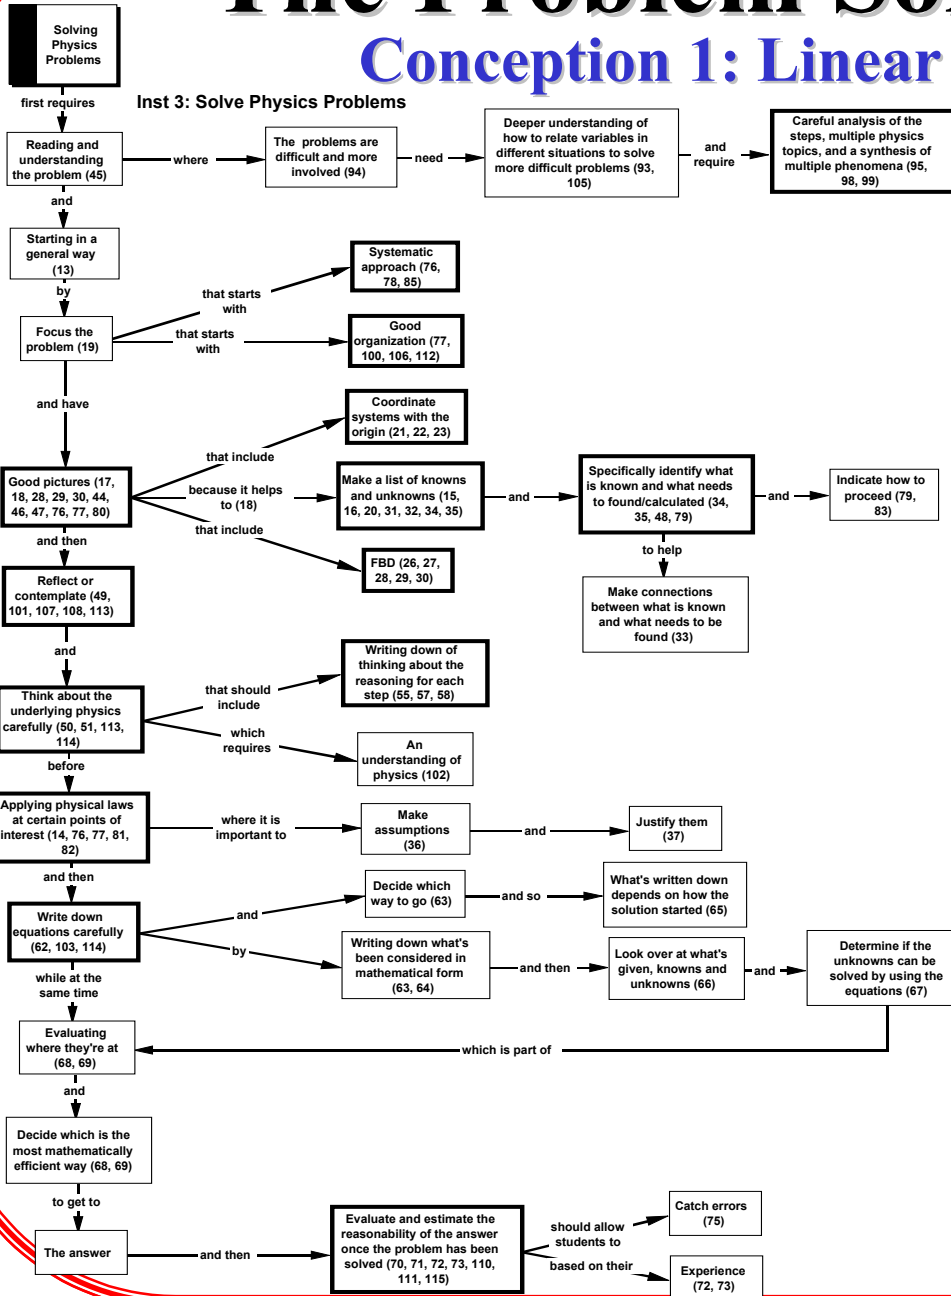 The Problem Sol
Conception 1: Linear
Inst 3: Solve Physics Problems
Solving
Physics
Problems
first requires
Reading and
understanding
the problem (45)
where
The problems are
difficult and more
involved (94)
need
Deeper understanding of
how to relate variables in
different situations to solve
more difficult problems (93,
105)
and
require
Careful analysis of the
steps, multiple physics
topics, and a synthesis of
multiple phenomena (95,
98, 99)
and
Starting in a
general way
(13)
by
Focus the
problem (19)
that starts
with
Systematic
approach (76,
78, 85)
that starts
with
Good
organization (77,
100, 106, 112)
and have
Good pictures (17,
18, 28, 29, 30, 44,
46, 47, 76, 77, 80)
that include
Coordinate
systems with the
origin (21, 22, 23)
because it helps
to (18)
Make a list of knowns
and unknowns (15,
16, 20, 31, 32, 34, 35)
and
Specifically identify what
is known and what needs
to found/calculated (34,
35, 48, 79)
and
Indicate how to
proceed (79,
83)
to help
Make connections
between what is known
and what needs to be
found (33)
that include
FBD (26, 27,
28, 29, 30)
and then
Reflect or
contemplate (49,
101, 107, 108, 113)
and
Think about the
underlying physics
carefully (50, 51, 113,
114)
that should
include
Writing down of
thinking about the
reasoning for each
step (55, 57, 58)
which
requires
An
understanding of
physics (102)
before
Applying physical laws
at certain points of
interest (14, 76, 77, 81,
82)
where it is
important to
Make
assumptions
(36)
and
Justify them
(37)
and then
Write down
equations carefully
(62, 103, 114)
and
Decide which
way to go (63)
and so
What's written down
depends on how the
solution started (65)
by
Writing down what's
been considered in
mathematical form
(63, 64)
and then
Look over at what's
given, knowns and
unknowns (66)
and
Determine if the
unknowns can be
solved by using the
equations (67)
while at the
same time
Evaluating
where they're at
(68, 69)
which is part of
and
Decide which is the
most mathematically
efficient way (68, 69)
to get to
The answer
and then
Evaluate and estimate the
reasonability of the answer
once the problem has been
solved (70, 71, 72, 73, 110,
111, 115)
should allow
students to
Catch errors
(75)
based on their
Experience
(72, 73)